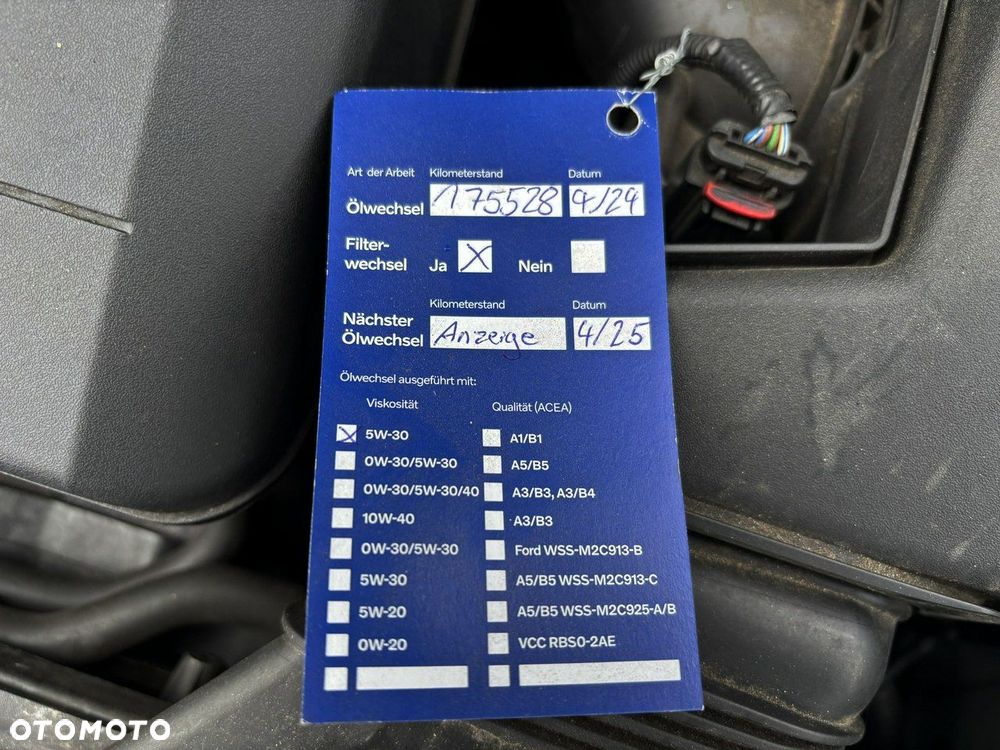 Art der Arbeit Kilometerstand Datum
Ölwechsel 175528 4/24
Filter-
wechsel Ja X Nein
Kilometerstand Datum
Nächster
Ölwechsel Anzeige 4/25
Ölwechsel ausgeführt mit:
Viskosität Qualität (ACEA)
X 5W-30 A1/B1
0W-30/5W-30 A5/B5
0W-30/5W-30/40 A3/B3, A3/B4
10W-40 A3/B3
0W-30/5W-30 Ford WSS-M2C913-B
5W-30 A5/B5 WSS-M2C913-C
5W-20 A5/B5 WSS-M2C925-A/B
0W-20 VCC RBS0-2AE
OTOMOTO